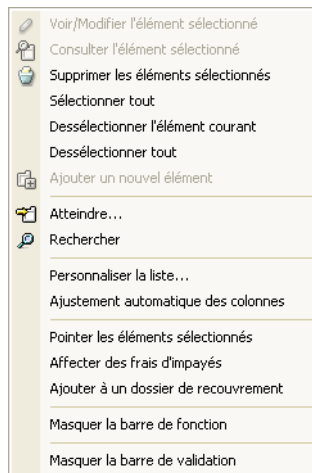 Voir/Modifier l'élément sélectionné
Consulter l'élément sélectionné
Supprimer les éléments sélectionnés
Sélectionner tout
Dessélectionner l'élément courant
Dessélectionner tout
Ajouter un nouvel élément
Atteindre...
Rechercher
Personnaliser la liste...
Ajustement automatique des colonnes
Pointer les éléments sélectionnés
Affecter des frais d'impayés
Ajouter à un dossier de recouvrement
Masquer la barre de fonction
Masquer la barre de validation